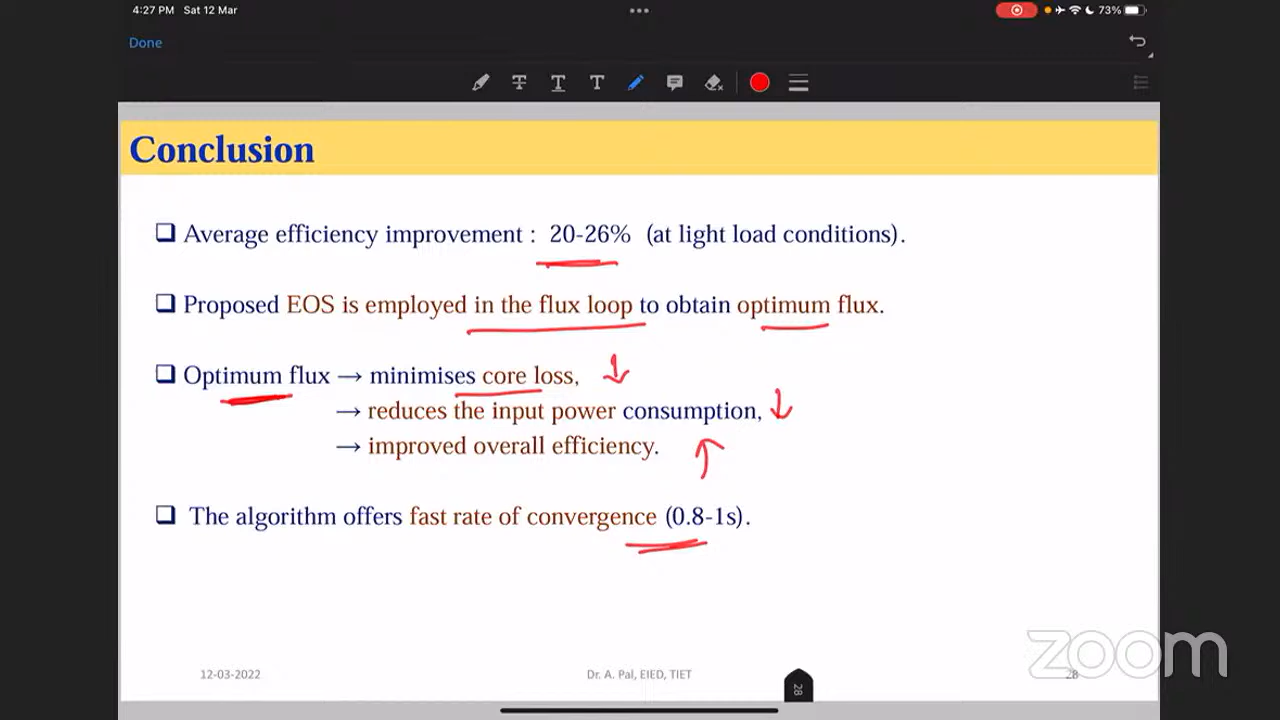 4:27 PM Sat 12 Mar
73%
Done
T T T
Conclusion
❑ Average efficiency improvement : 20-26% (at light load conditions).
❑ Proposed EOS is employed in the flux loop to obtain optimum flux.
❑ Optimum flux → minimises core loss, ↓
→ reduces the input power consumption, ↓
→ improved overall efficiency. ↑
❑ The algorithm offers fast rate of convergence (0.8-1s).
zoom
12-03-2022
Dr. A. Pal, EIED, TIET
28
28